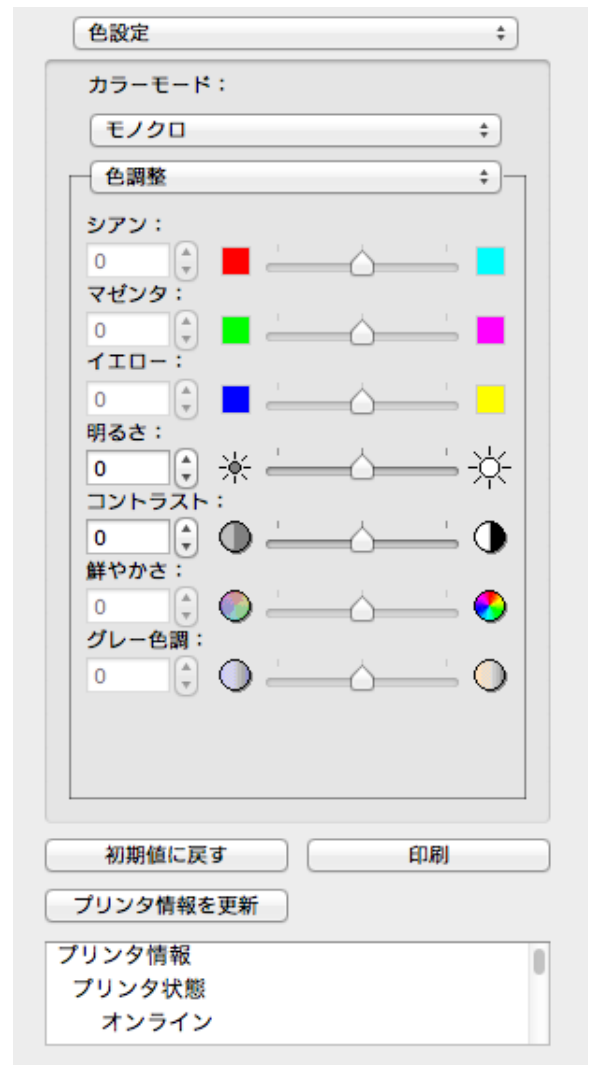 色設定
カラーモード：
モノクロ
色調整
シアン：
0
マゼンタ：
0
イエロー：
0
明るさ：
0
コントラスト：
0
鮮やかさ：
0
グレー色調：
0
初期値に戻す
印刷
プリンタ情報を更新
プリンタ情報
プリンタ状態
オンライン